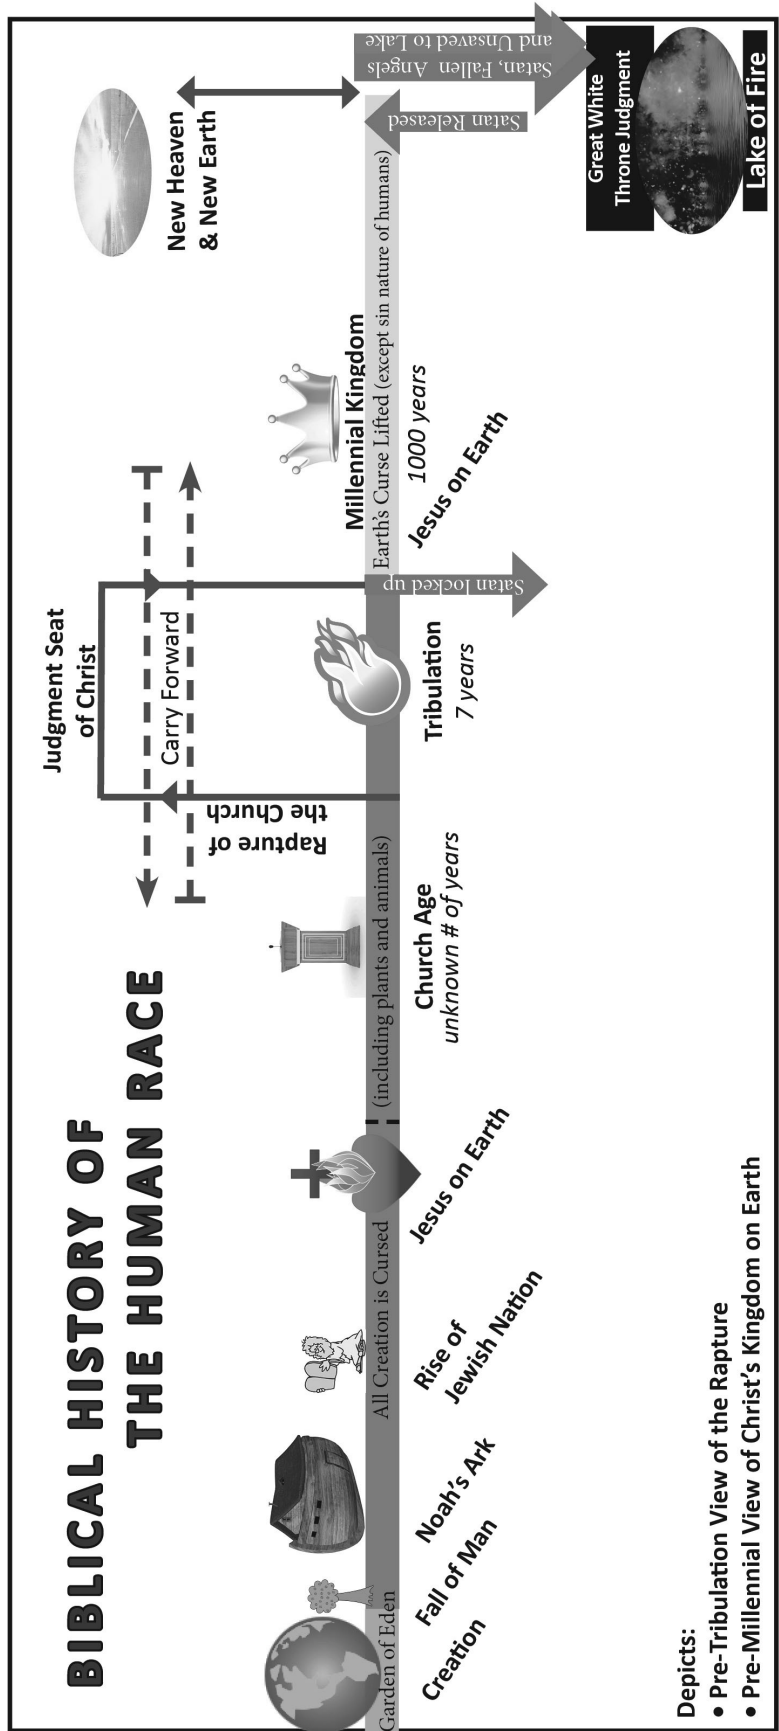 BIBLICAL HISTORY OF
THE HUMAN RACE
Judgment Seat
of Christ
Carry Forward
Rapture of
the Church
New Heaven
& New Earth
Millennial Kingdom
Garden of Eden
All Creation is Cursed
(including plants and animals)
Earth's Curse Lifted (except sin nature of humans)
Creation
Fall of Man
Noah's Ark
Rise of
Jewish Nation
Jesus on Earth
Church Age
unknown # of years
Tribulation
7 years
Satan locked up
Jesus on Earth
1000 years
Satan Released
Satan, Fallen Angels
and Unsaved to Lake
Great White
Throne Judgment
Lake of Fire
Depicts:
• Pre-Tribulation View of the Rapture
• Pre-Millennial View of Christ's Kingdom on Earth